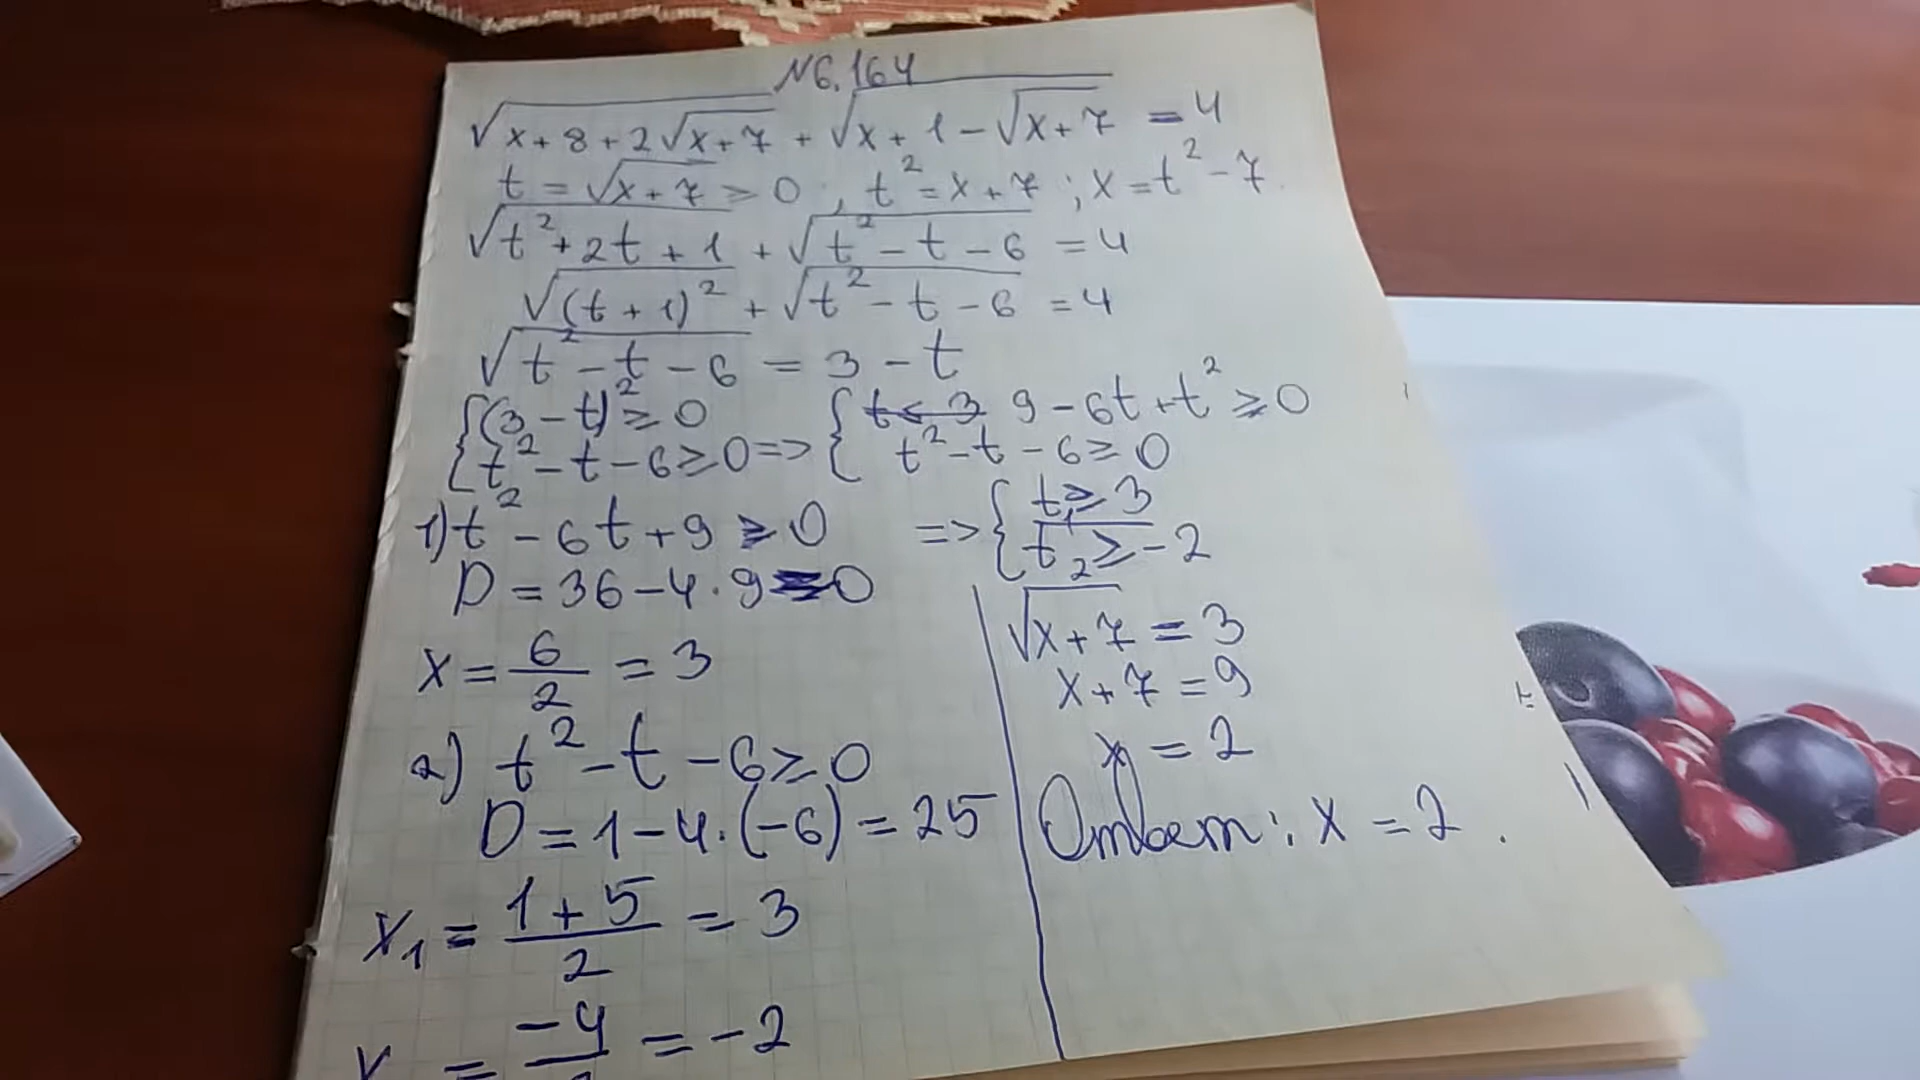 №6.164
√(x+8+2√(x+7)) + √(x+1-√(x+7)) = 4
t = √(x+7) ≥ 0, t² = x+7; x = t² - 7
√(t²+2t+1) + √(t²-t-6) = 4
√((t+1)²) + √(t²-t-6) = 4
√(t²-t-6) = 3 - t
{ (3-t)² ≥ 0
{ t²-t-6 ≥ 0 => { t ≤ 3 9-6t+t² ≥ 0
{ t²-t-6 ≥ 0
1) t²-6t+9 ≥ 0
D = 36-4·9 = 0
x = 6/2 = 3
2) t²-t-6 ≥ 0
D = 1-4·(-6) = 25
x₁ = (1+5)/2 = 3
-4 = -2
=> { t₁ ≥ 3
{ t₂ ≥ -2
√(x+7) = 3
x+7 = 9
x = 2
Ответ: x = 2.